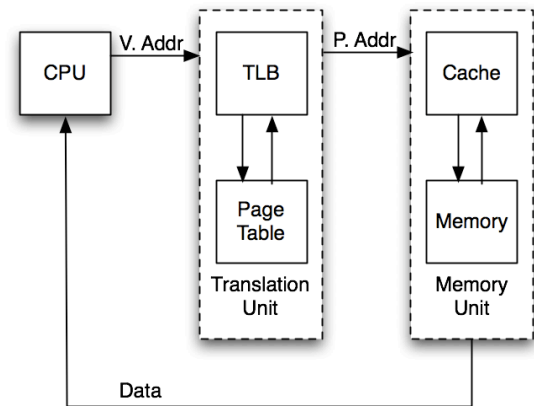 V. Addr
P. Addr
CPU
TLB
Cache
Page
Table
Memory
Translation
Unit
Memory
Unit
Data